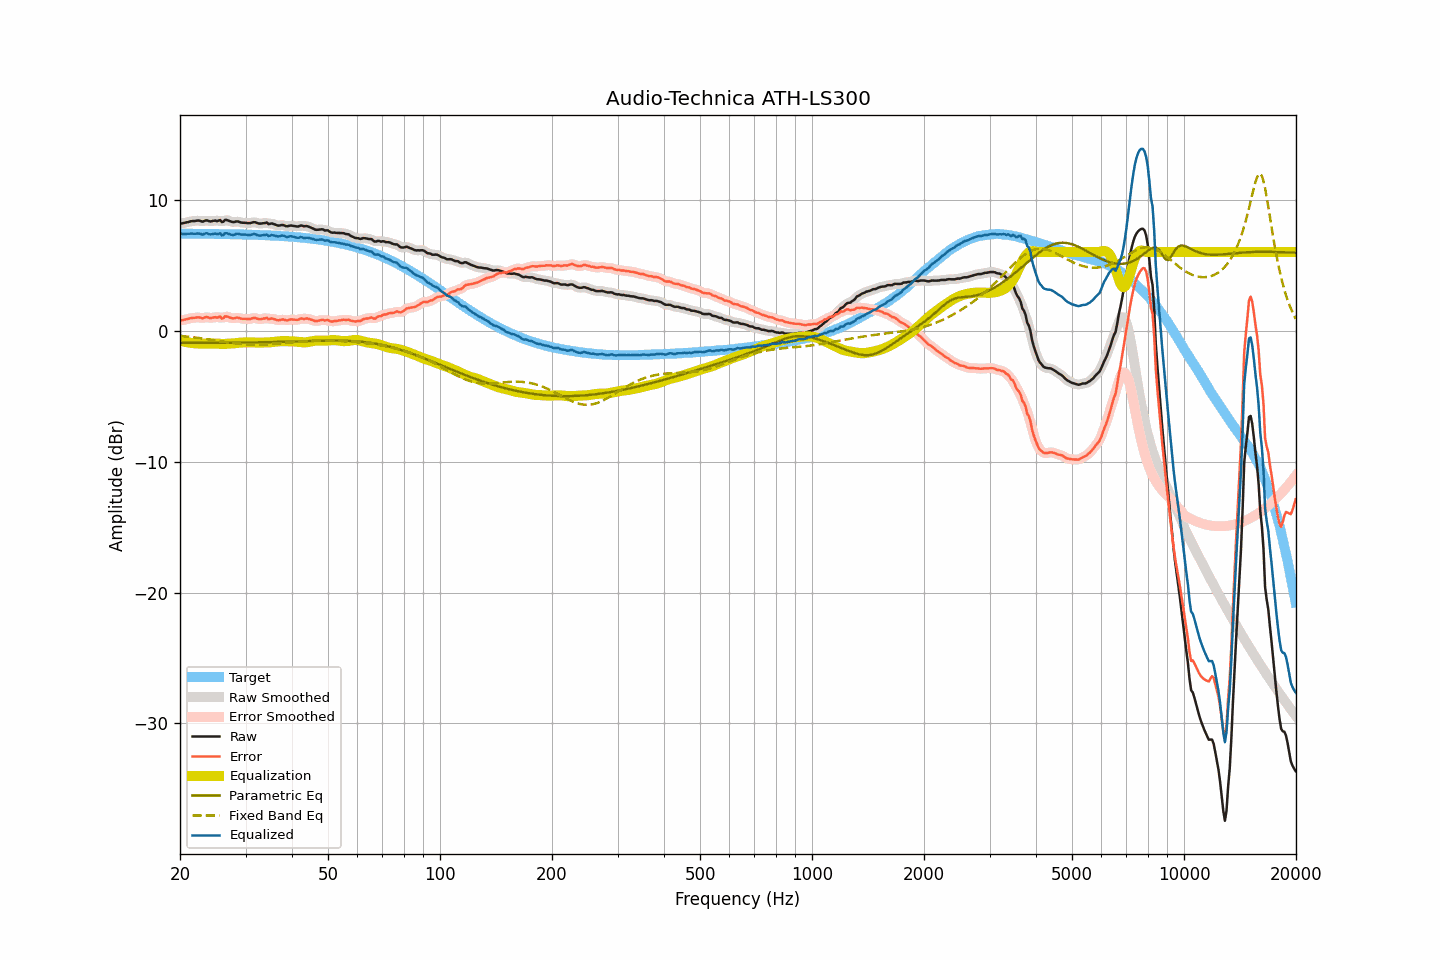 Audio-Technica ATH-LS300
Amplitude (dBr)
10
0
−10
−20
−30
Target
Raw Smoothed
Error Smoothed
Raw
Error
Equalization
Parametric Eq
Fixed Band Eq
Equalized
20 50 100 200 500 1000 2000 5000 10000 20000
Frequency (Hz)